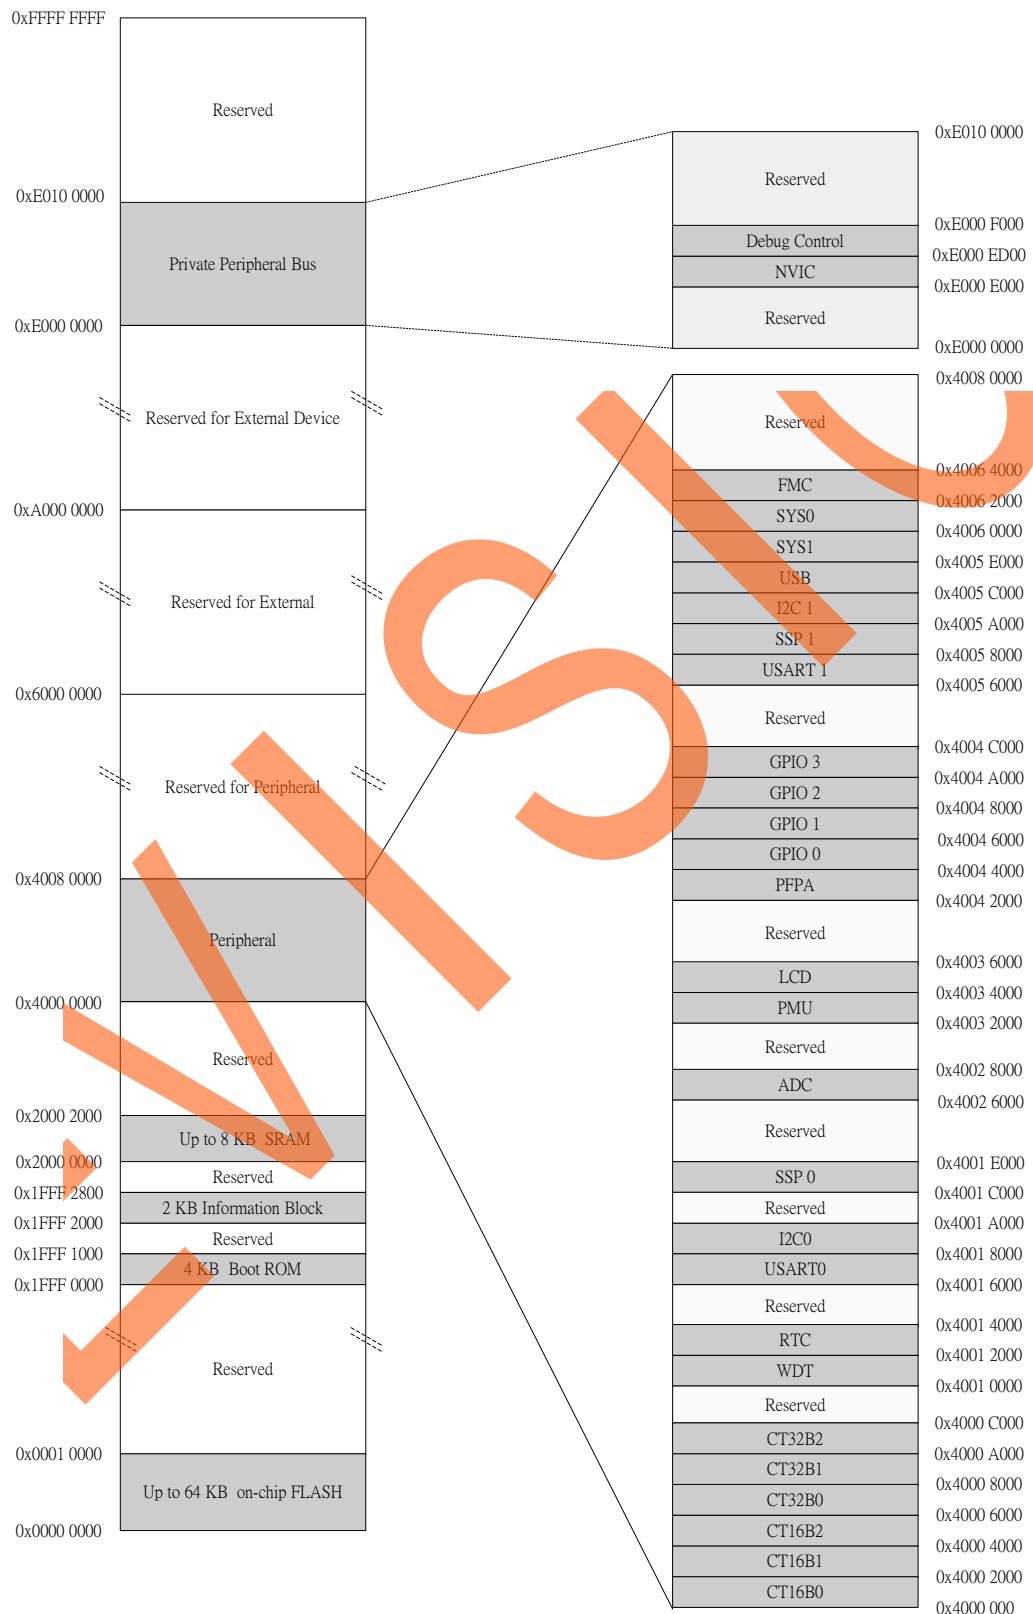 0xFFFF FFFF
Reserved
0xE010 0000
Private Peripheral Bus
0xE000 0000
Reserved for External Device
0xA000 0000
Reserved for External
0x6000 0000
Reserved for Peripheral
0x4008 0000
Peripheral
0x4000 0000
Reserved
0x2000 2000
Up to 8 KB SRAM
0x2000 0000
Reserved
0x1FFF 2800
2 KB Information Block
0x1FFF 2000
Reserved
0x1FFF 1000
4 KB Boot ROM
0x1FFF 0000
Reserved
0x0001 0000
Up to 64 KB on-chip FLASH
0x0000 0000
0xE010 0000
Reserved
0xE000 F000
Debug Control
0xE000 ED00
NVIC
0xE000 E000
Reserved
0xE000 0000
0x4008 0000
Reserved
0x4006 4000
FMC
0x4006 2000
SYS0
0x4006 0000
SYS1
0x4005 E000
USB
0x4005 C000
I2C 1
0x4005 A000
SSP 1
0x4005 8000
USART 1
0x4005 6000
Reserved
0x4004 C000
GPIO 3
0x4004 A000
GPIO 2
0x4004 8000
GPIO 1
0x4004 6000
GPIO 0
0x4004 4000
PFPA
0x4004 2000
Reserved
0x4003 6000
LCD
0x4003 4000
PMU
0x4003 2000
Reserved
0x4002 8000
ADC
0x4002 6000
Reserved
0x4001 E000
SSP 0
0x4001 C000
Reserved
0x4001 A000
I2C0
0x4001 8000
USART0
0x4001 6000
Reserved
0x4001 4000
RTC
0x4001 2000
WDT
0x4001 0000
Reserved
0x4000 C000
CT32B2
0x4000 A000
CT32B1
0x4000 8000
CT32B0
0x4000 6000
CT16B2
0x4000 4000
CT16B1
0x4000 2000
CT16B0
0x4000 000